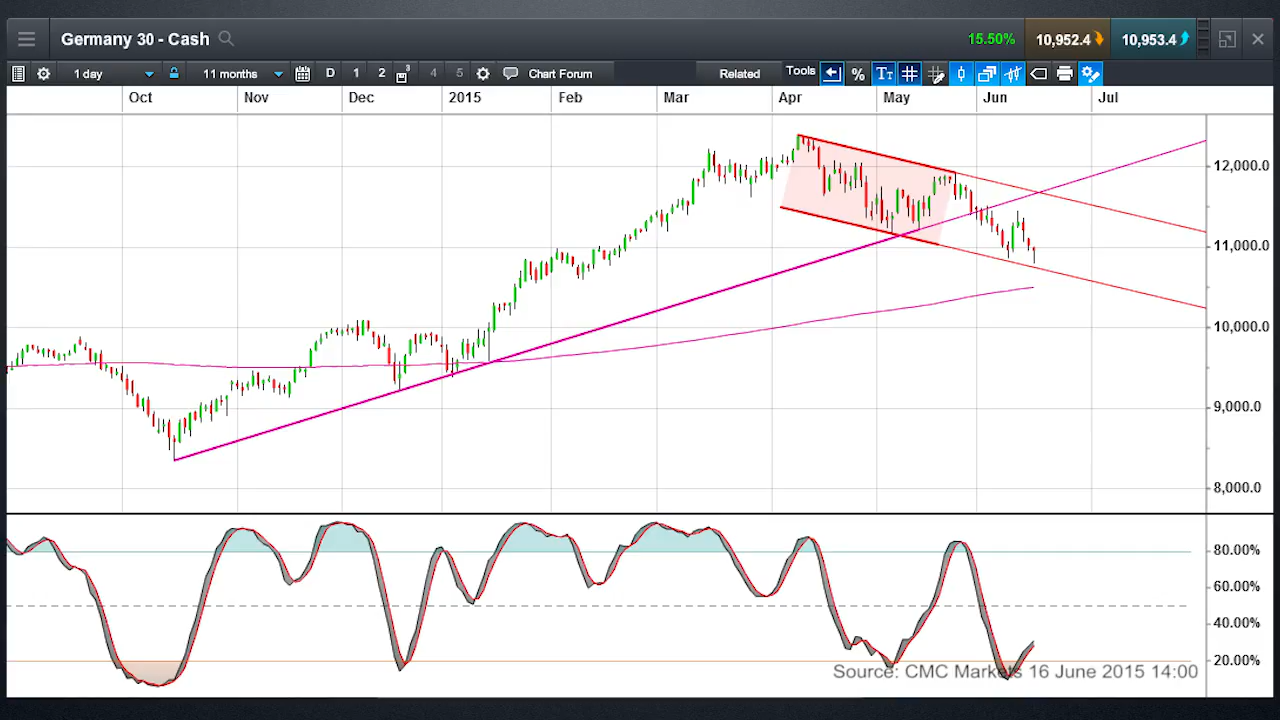 Germany 30 - Cash 15.50% 10,952.4 10,953.4
1 day 11 months D 1 2 3 4 5 Chart Forum Related Tools % TT
Oct Nov Dec 2015 Feb Mar Apr May Jun Jul
12,000.0
11,000.0
10,000.0
9,000.0
8,000.0
80.00%
60.00%
40.00%
20.00%
Source: CMC Markets 16 June 2015 14:00